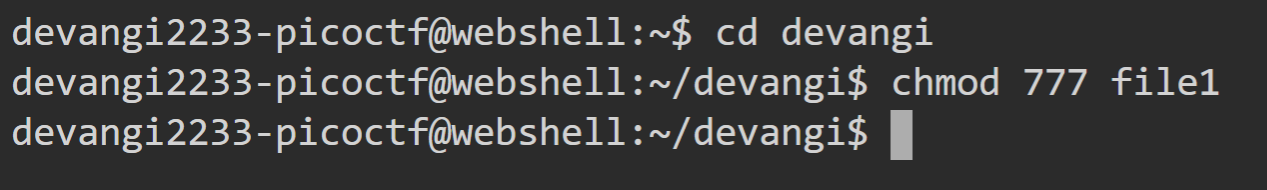 devangi2233-picoctf@webshell:~$ cd devangi
devangi2233-picoctf@webshell:~/devangi$ chmod 777 file1
devangi2233-picoctf@webshell:~/devangi$